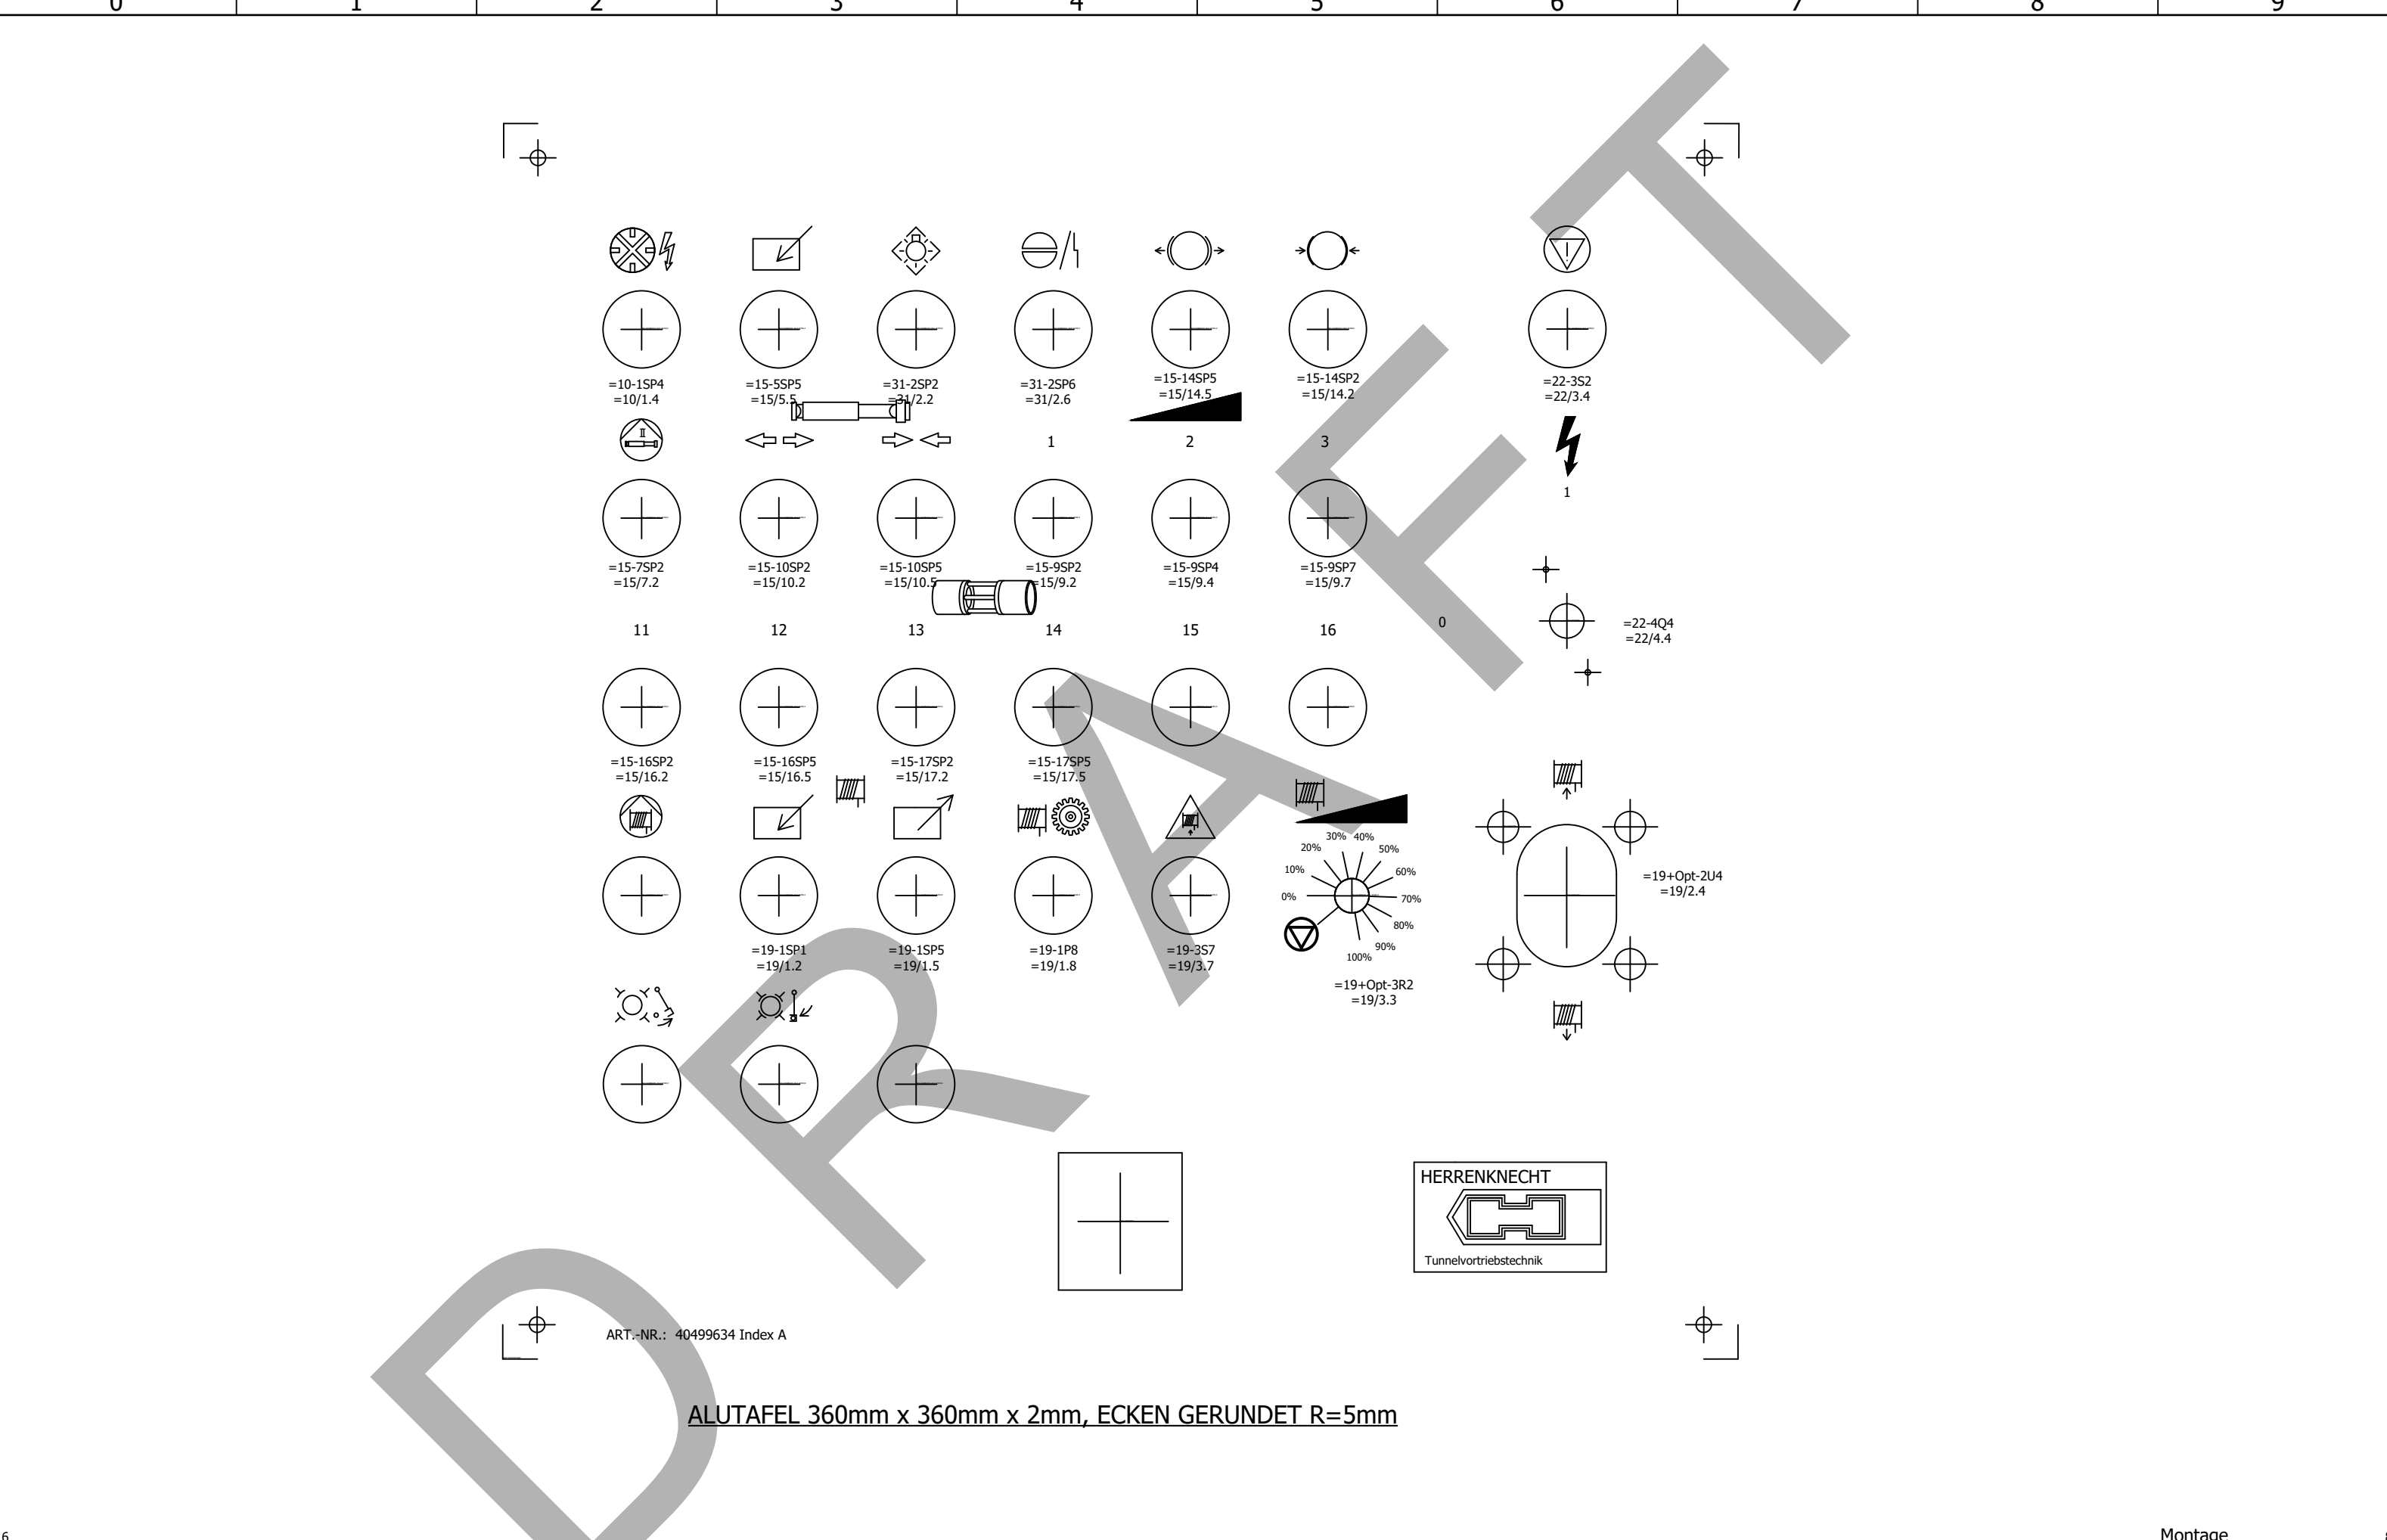 0 1 2 3 4 5 6 7 8 9
=10-1SP4
=10/1.4
=15-5SP5
=15/5.5
=31-2SP2
=31/2.2
=31-2SP6
=31/2.6
=15-14SP5
=15/14.5
=15-14SP2
=15/14.2
=22-3S2
=22/3.4
II
1 2 3
1
=15-7SP2
=15/7.2
=15-10SP2
=15/10.2
=15-10SP5
=15/10.5
=15-9SP2
=15/9.2
=15-9SP4
=15/9.4
=15-9SP7
=15/9.7
11 12 13 14 15 16
0
=22-4Q4
=22/4.4
=15-16SP2
=15/16.2
=15-16SP5
=15/16.5
=15-17SP2
=15/17.2
=15-17SP5
=15/17.5
0%
10%
20%
30%
40%
50%
60%
70%
80%
90%
100%
=19+Opt-2U4
=19/2.4
=19-1SP1
=19/1.2
=19-1SP5
=19/1.5
=19-1P8
=19/1.8
=19-3S7
=19/3.7
=19+Opt-3R2
=19/3.3
HERRENKNECHT
Tunnelvortriebstechnik
ART.-NR.: 40499634 Index A
ALUTAFEL 360mm x 360mm x 2mm, ECKEN GERUNDET R=5mm
DRAFT
6
Montage